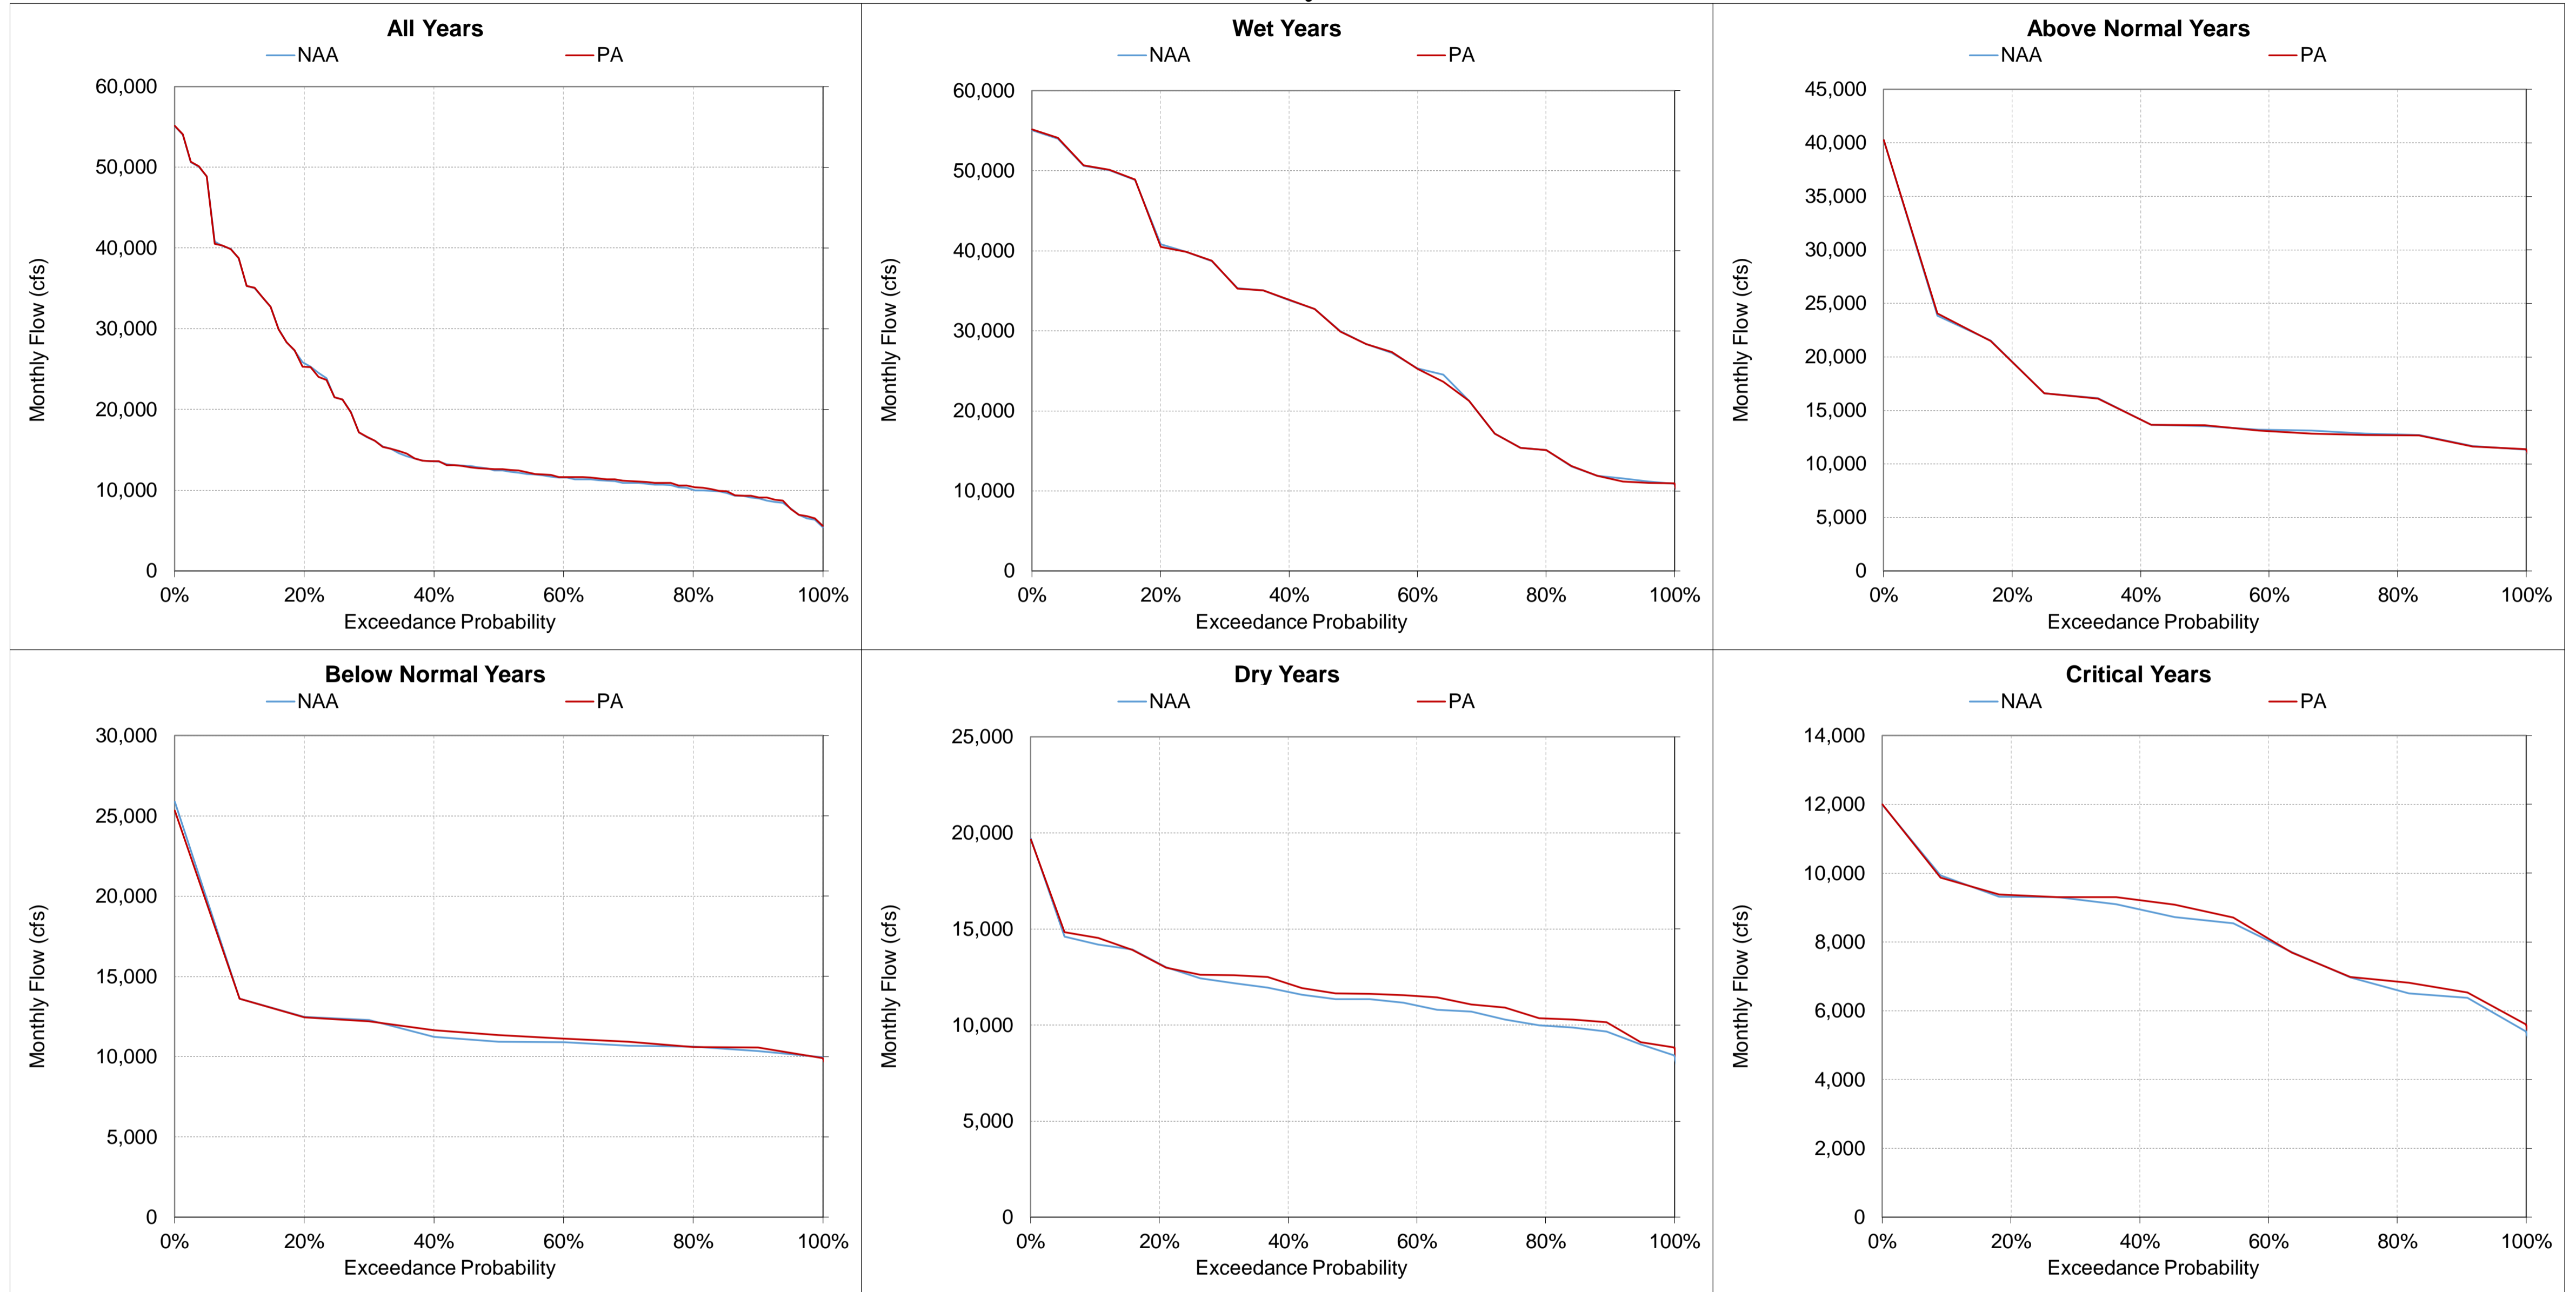 All Years
NAA PA
60,000
50,000
40,000
30,000
20,000
10,000
0
0% 20% 40% 60% 80% 100%
Exceedance Probability
Monthly Flow (cfs)
Wet Years
NAA PA
60,000
50,000
40,000
30,000
20,000
10,000
0
0% 20% 40% 60% 80% 100%
Exceedance Probability
Monthly Flow (cfs)
Above Normal Years
NAA PA
45,000
40,000
35,000
30,000
25,000
20,000
15,000
10,000
5,000
0
0% 20% 40% 60% 80% 100%
Exceedance Probability
Monthly Flow (cfs)
Below Normal Years
NAA PA
30,000
25,000
20,000
15,000
10,000
5,000
0
0% 20% 40% 60% 80% 100%
Exceedance Probability
Monthly Flow (cfs)
Dry Years
NAA PA
25,000
20,000
15,000
10,000
5,000
0
0% 20% 40% 60% 80% 100%
Exceedance Probability
Monthly Flow (cfs)
Critical Years
NAA PA
14,000
12,000
10,000
8,000
6,000
4,000
2,000
0
0% 20% 40% 60% 80% 100%
Exceedance Probability
Monthly Flow (cfs)